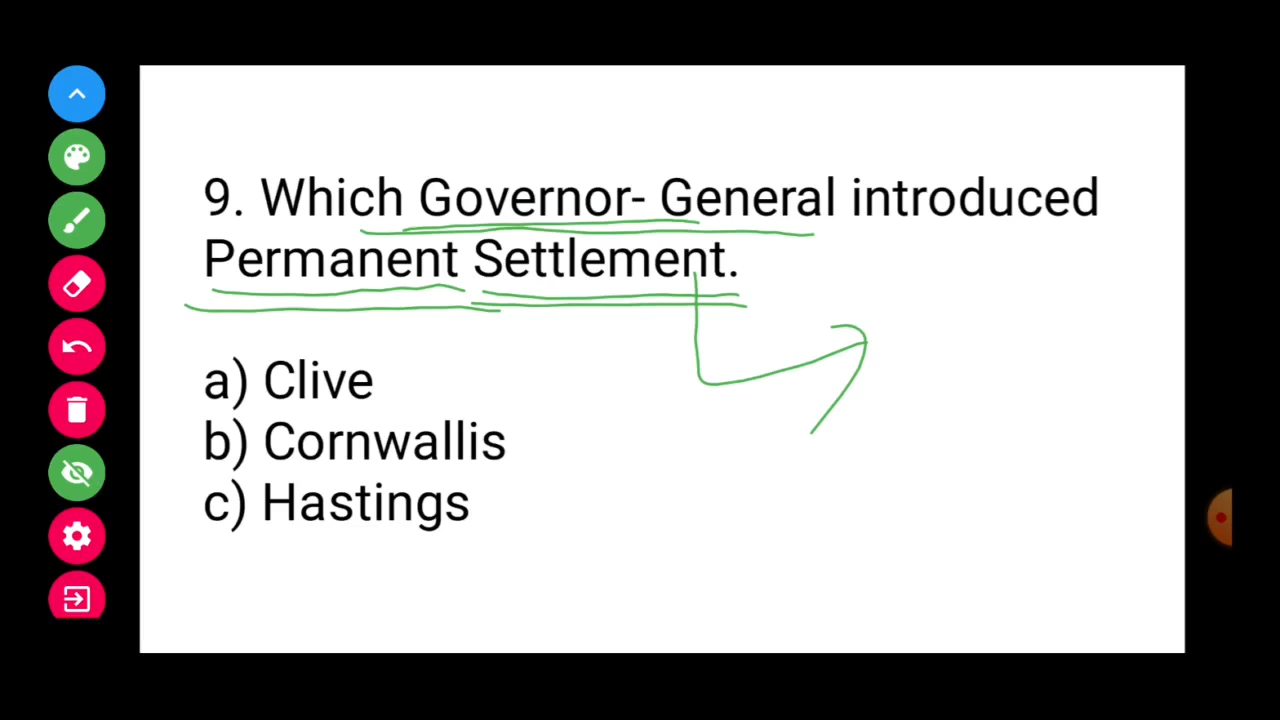 9. Which Governor- General introduced
Permanent Settlement.
a) Clive
b) Cornwallis
c) Hastings